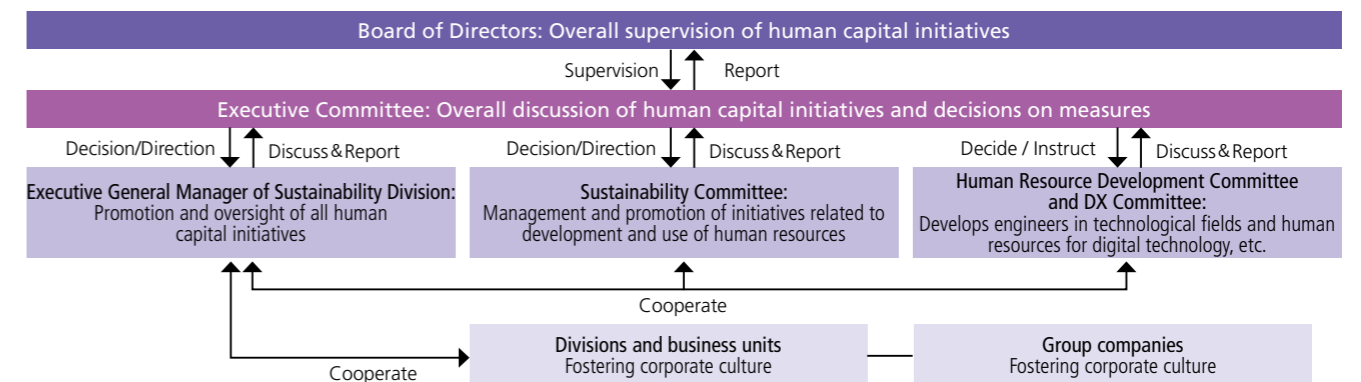 Board of Directors: Overall supervision of human capital initiatives
Supervision
Report
Executive Committee: Overall discussion of human capital initiatives and decisions on measures
Decision/Direction
Discuss&Report
Decision/Direction
Discuss&Report
Decide / Instruct
Discuss&Report
Executive General Manager of Sustainability Division:
Promotion and oversight of all human
capital initiatives
Sustainability Committee:
Management and promotion of initiatives related to
development and use of human resources
Human Resource Development Committee
and DX Committee:
Develops engineers in technological fields and human
resources for digital technology, etc.
Cooperate
Divisions and business units
Fostering corporate culture
Group companies
Fostering corporate culture
Cooperate